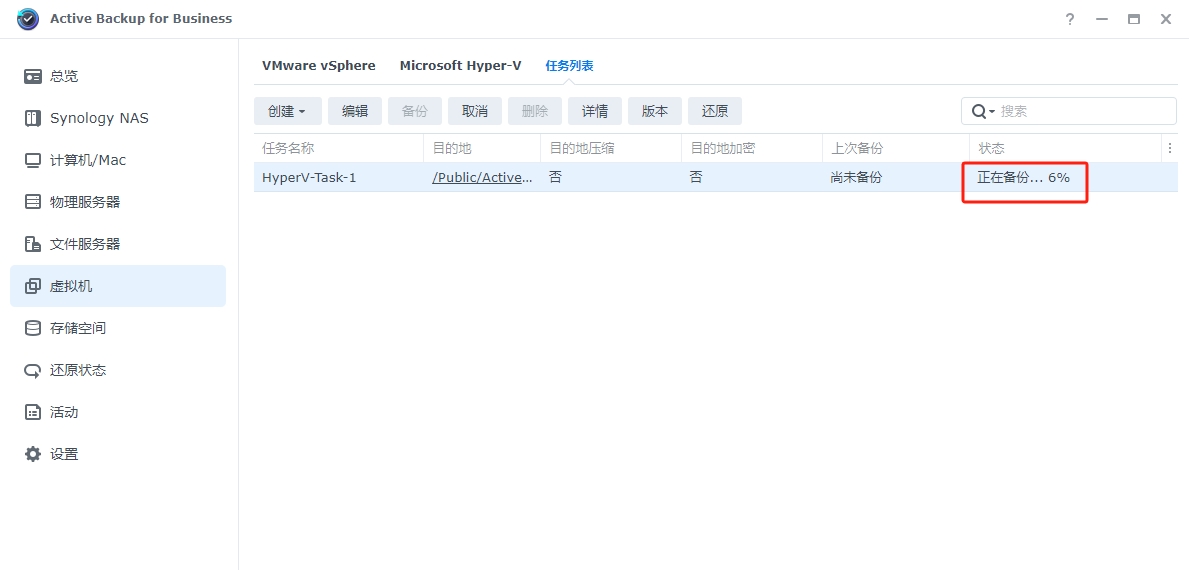 Active Backup for Business
?
总览
Synology NAS
计算机/Mac
物理服务器
文件服务器
虚拟机
存储空间
还原状态
活动
设置
VMware vSphere Microsoft Hyper-V 任务列表
创建 编辑 备份 取消 删除 详情 版本 还原 搜索
任务名称 目的地 目的地压缩 目的地加密 上次备份 状态
HyperV-Task-1 /Public/Active... 否 否 尚未备份 正在备份... 6%